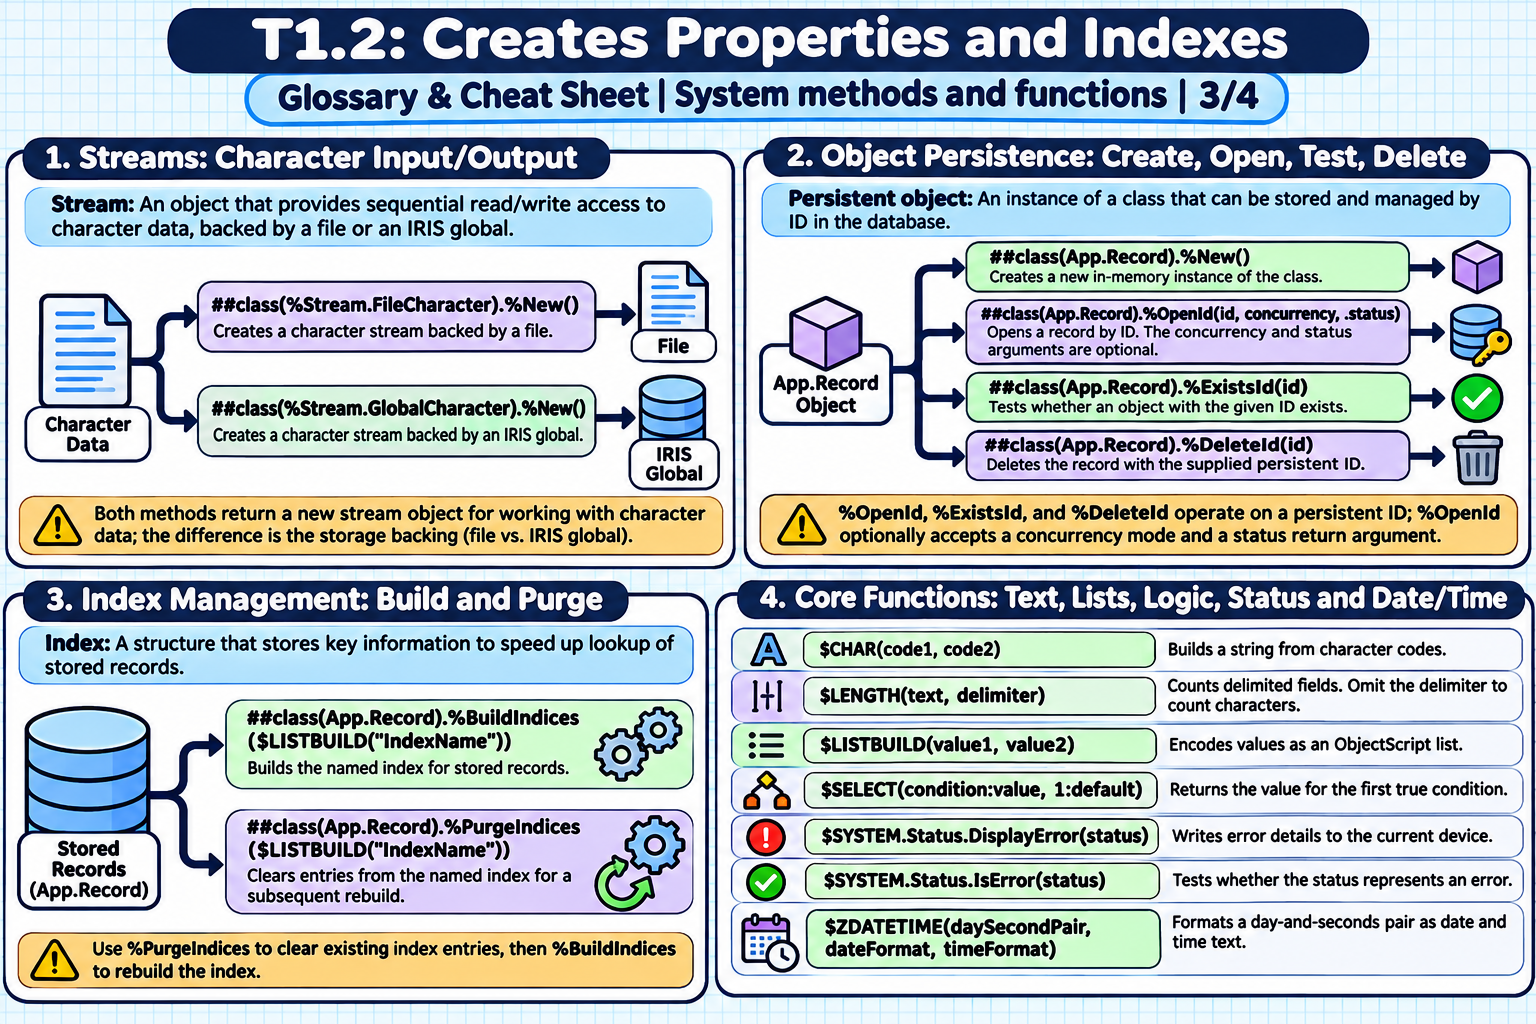 T1.2: Creates Properties and Indexes
Glossary & Cheat Sheet | System methods and functions | 3/4
1. Streams: Character Input/Output
Stream: An object that provides sequential read/write access to
character data, backed by a file or an IRIS global.
Character
Data
##class(%Stream.FileCharacter).%New()
Creates a character stream backed by a file.
File
##class(%Stream.GlobalCharacter).%New()
Creates a character stream backed by an IRIS global.
IRIS
Global
Both methods return a new stream object for working with character
data; the difference is the storage backing (file vs. IRIS global).
2. Object Persistence: Create, Open, Test, Delete
Persistent object: An instance of a class that can be stored and managed by
ID in the database.
App.Record
Object
##class(App.Record).%New()
Creates a new in-memory instance of the class.
##class(App.Record).%OpenId(id, concurrency, .status)
Opens a record by ID. The concurrency and status
arguments are optional.
##class(App.Record).%ExistsId(id)
Tests whether an object with the given ID exists.
##class(App.Record).%DeleteId(id)
Deletes the record with the supplied persistent ID.
%OpenId, %ExistsId, and %DeleteId operate on a persistent ID; %OpenId
optionally accepts a concurrency mode and a status return argument.
3. Index Management: Build and Purge
Index: A structure that stores key information to speed up lookup of
stored records.
Stored
Records
(App.Record)
##class(App.Record).%BuildIndices
($LISTBUILD("IndexName"))
Builds the named index for stored records.
##class(App.Record).%PurgeIndices
($LISTBUILD("IndexName"))
Clears entries from the named index for a
subsequent rebuild.
Use %PurgeIndices to clear existing index entries, then %BuildIndices
to rebuild the index.
4. Core Functions: Text, Lists, Logic, Status and Date/Time
A
$CHAR(code1, code2)
Builds a string from character codes.
$LENGTH(text, delimiter)
Counts delimited fields. Omit the delimiter to
count characters.
$LISTBUILD(value1, value2)
Encodes values as an ObjectScript list.
$SELECT(condition:value, 1:default)
Returns the value for the first true condition.
$SYSTEM.Status.DisplayError(status)
Writes error details to the current device.
$SYSTEM.Status.IsError(status)
Tests whether the status represents an error.
$ZDATETIME(daySecondPair,
dateFormat, timeFormat)
Formats a day-and-seconds pair as date and
time text.